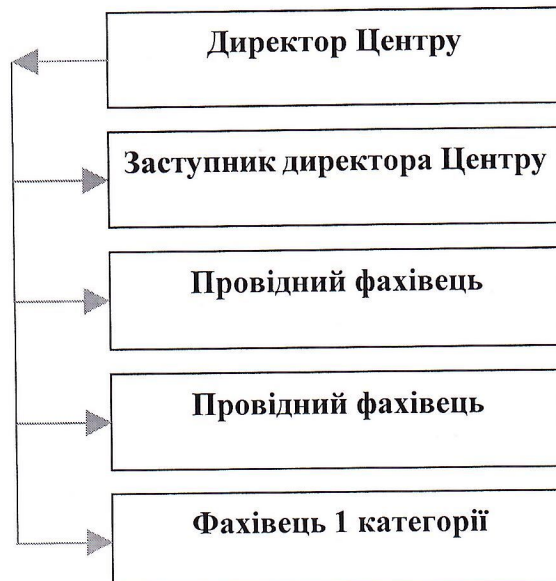 Директор Центру
Заступник директора Центру
Провідний фахівець
Провідний фахівець
Фахівець 1 категорії